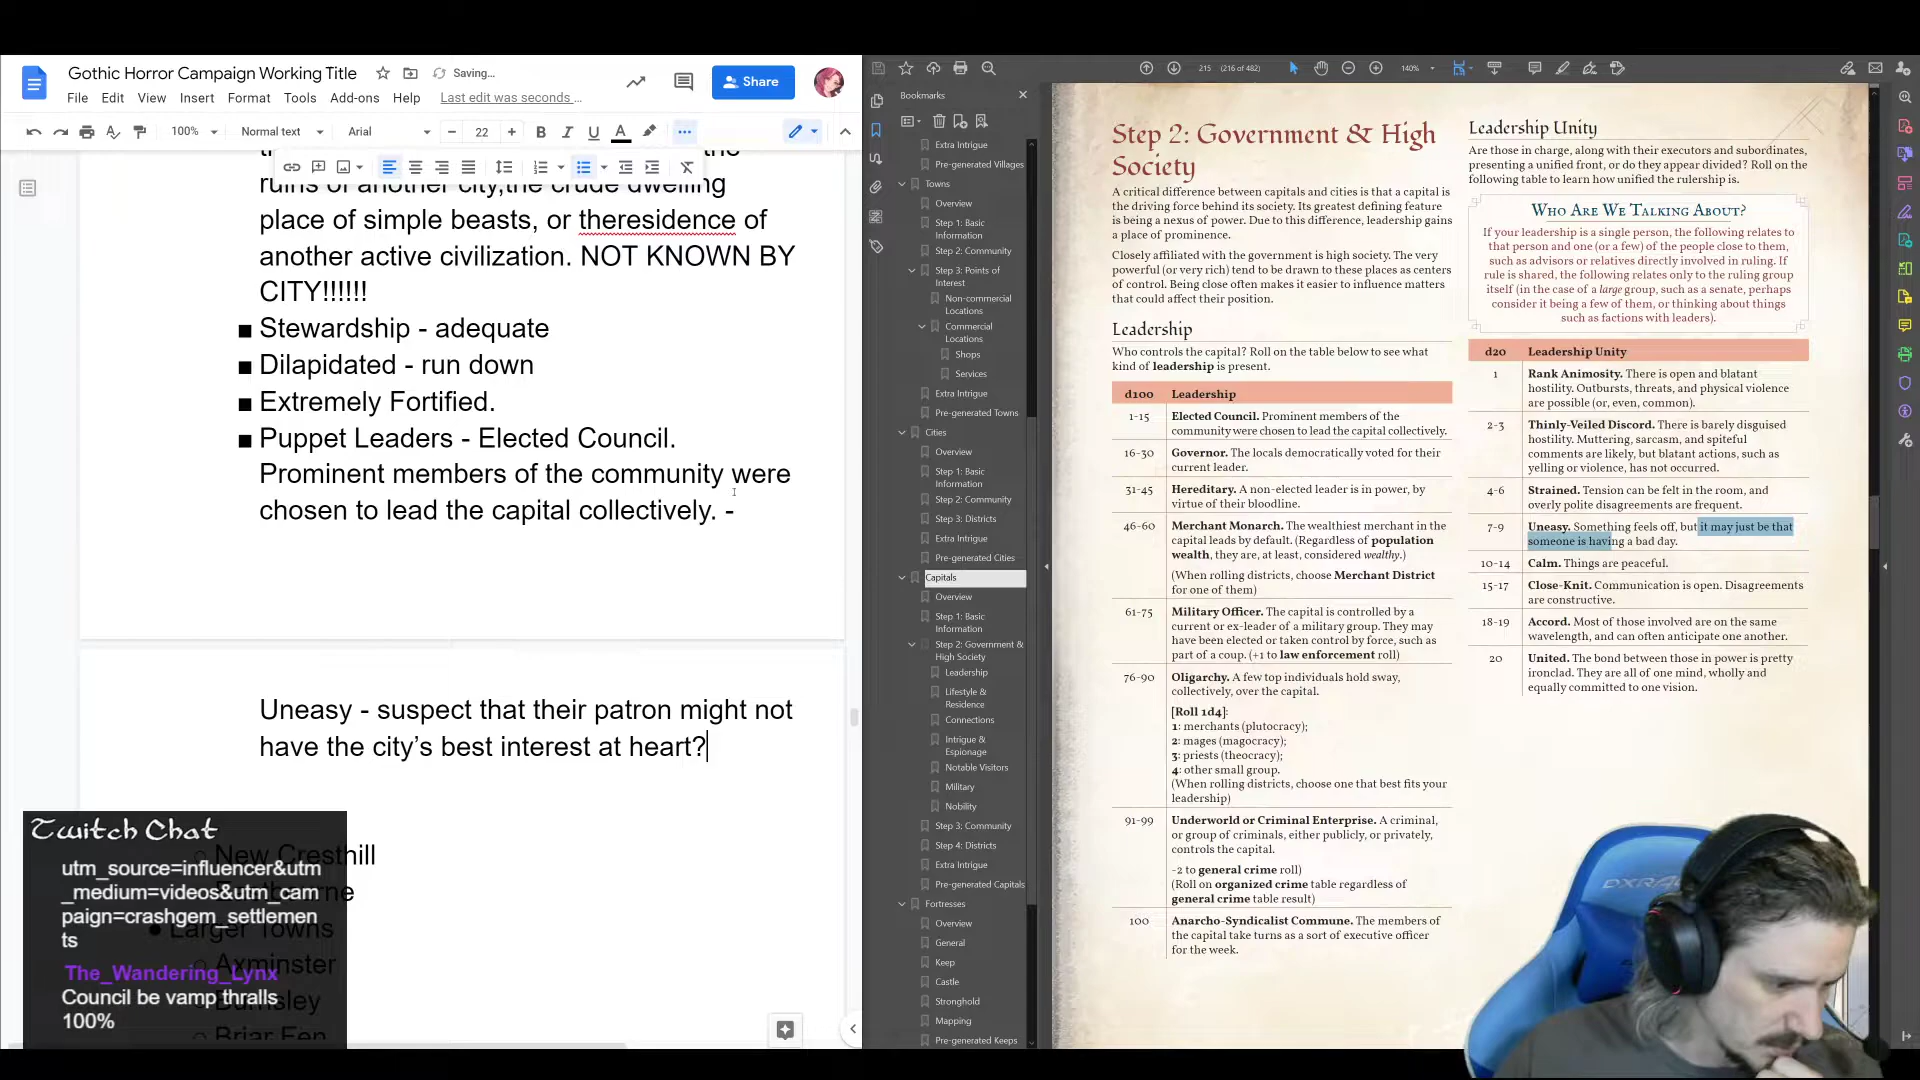 Gothic Horror Campaign Working Title
Saving...
Share
File Edit View Insert Format Tools Add-ons Help Last edit was seconds ...
100% Normal text Arial 22
ruins of another city,the crude dwelling
place of simple beasts, or theresidence of
another active civilization. NOT KNOWN BY
CITY!!!!!!
■ Stewardship - adequate
■ Dilapidated - run down
■ Extremely Fortified.
■ Puppet Leaders - Elected Council.
Prominent members of the community were
chosen to lead the capital collectively. -
Uneasy - suspect that their patron might not
have the city's best interest at heart?
New Cresthill
Larger Towns
Axminster
Briar Fen
Twitch Chat
utm_source=influencer&utm
_medium=videos&utm_cam
paign=crashgem_settlemen
ts
The_Wandering_Lynx
Council be vamp thralls
100%
215 (216 of 482) 140%
Bookmarks
Extra Intrigue
Pre-generated Villages
Towns
Overview
Step 1: Basic
Information
Step 2: Community
Step 3: Points of
Interest
Non-commercial
Locations
Commercial
Locations
Shops
Services
Extra Intrigue
Pre-generated Towns
Cities
Overview
Step 1: Basic
Information
Step 2: Community
Step 3: Districts
Extra Intrigue
Pre-generated Cities
Capitals
Overview
Step 1: Basic
Information
Step 2: Government &
High Society
Leadership
Lifestyle &
Residence
Connections
Intrigue &
Espionage
Notable Visitors
Military
Nobility
Step 3: Community
Step 4: Districts
Extra Intrigue
Pre-generated Capitals
Fortresses
Overview
General
Keep
Castle
Stronghold
Mapping
Pre-generated Keeps
Step 2: Government & High
Society
A critical difference between capitals and cities is that a capital is
the driving force behind its society. Its greatest defining feature
is being a nexus of power. Due to this difference, leadership gains
a place of prominence.
Closely affiliated with the government is high society. The very
powerful (or very rich) tend to be drawn to these places as centers
of control. Being close often makes it easier to influence matters
that could affect their position.
Leadership
Who controls the capital? Roll on the table below to see what
kind of leadership is present.
d100 Leadership
1-15 Elected Council. Prominent members of the
community were chosen to lead the capital collectively.
16-30 Governor. The locals democratically voted for their
current leader.
31-45 Hereditary. A non-elected leader is in power, by
virtue of their bloodline.
46-60 Merchant Monarch. The wealthiest merchant in the
capital leads by default. (Regardless of population
wealth, they are, at least, considered wealthy.)
(When rolling districts, choose Merchant District
for one of them)
61-75 Military Officer. The capital is controlled by a
current or ex-leader of a military group. They may
have been elected or taken control by force, such as
part of a coup. (+1 to law enforcement roll)
76-90 Oligarchy. A few top individuals hold sway,
collectively, over the capital.
[Roll 1d4]:
1: merchants (plutocracy);
2: mages (magocracy);
3: priests (theocracy);
4: other small group.
(When rolling districts, choose one that best fits your
leadership)
91-99 Underworld or Criminal Enterprise. A criminal,
or group of criminals, either publicly, or privately,
controls the capital.
-2 to general crime roll)
(Roll on organized crime table regardless of
general crime table result)
100 Anarcho-Syndicalist Commune. The members of
the capital take turns as a sort of executive officer
for the week.
Leadership Unity
Are those in charge, along with their executors and subordinates,
presenting a unified front, or do they appear divided? Roll on the
following table to learn how unified the rulership is.
Who Are We Talking About?
If your leadership is a single person, the following relates to
that person and one (or a few) of the people close to them,
such as advisors or relatives directly involved in ruling. If
rule is shared, the following relates only to the ruling group
itself (in the case of a large group, such as a senate, perhaps
consider it being a few of them, or thinking about things
such as factions with leaders).
d20 Leadership Unity
1 Rank Animosity. There is open and blatant
hostility. Outbursts, threats, and physical violence
are possible (or, even, common).
2-3 Thinly-Veiled Discord. There is barely disguised
hostility. Muttering, sarcasm, and spiteful
comments are likely, but blatant actions, such as
yelling or violence, has not occurred.
4-6 Strained. Tension can be felt in the room, and
overly polite disagreements are frequent.
7-9 Uneasy. Something feels off, but it may just be that
someone is having a bad day.
10-14 Calm. Things are peaceful.
15-17 Close-Knit. Communication is open. Disagreements
are constructive.
18-19 Accord. Most of those involved are on the same
wavelength, and can often anticipate one another.
20 United. The bond between those in power is pretty
ironclad. They are all of one mind, wholly and
equally committed to one vision.